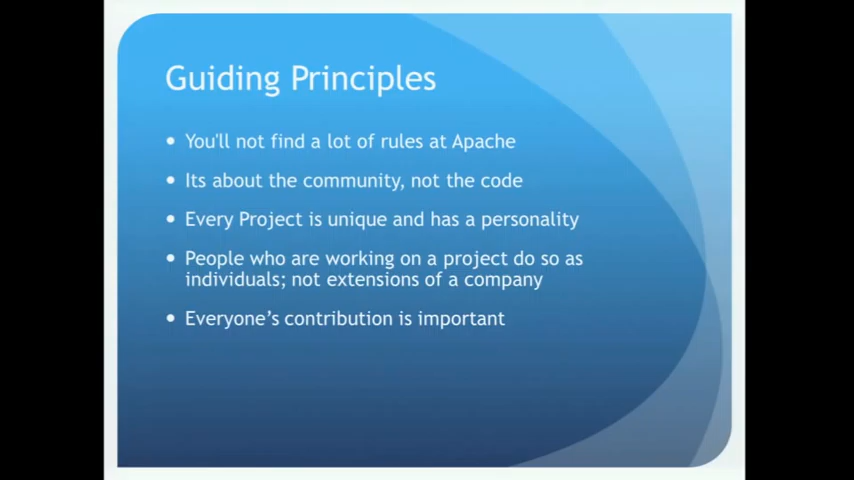 Guiding Principles
• You'll not find a lot of rules at Apache
• Its about the community, not the code
• Every Project is unique and has a personality
• People who are working on a project do so as
individuals; not extensions of a company
• Everyone’s contribution is important